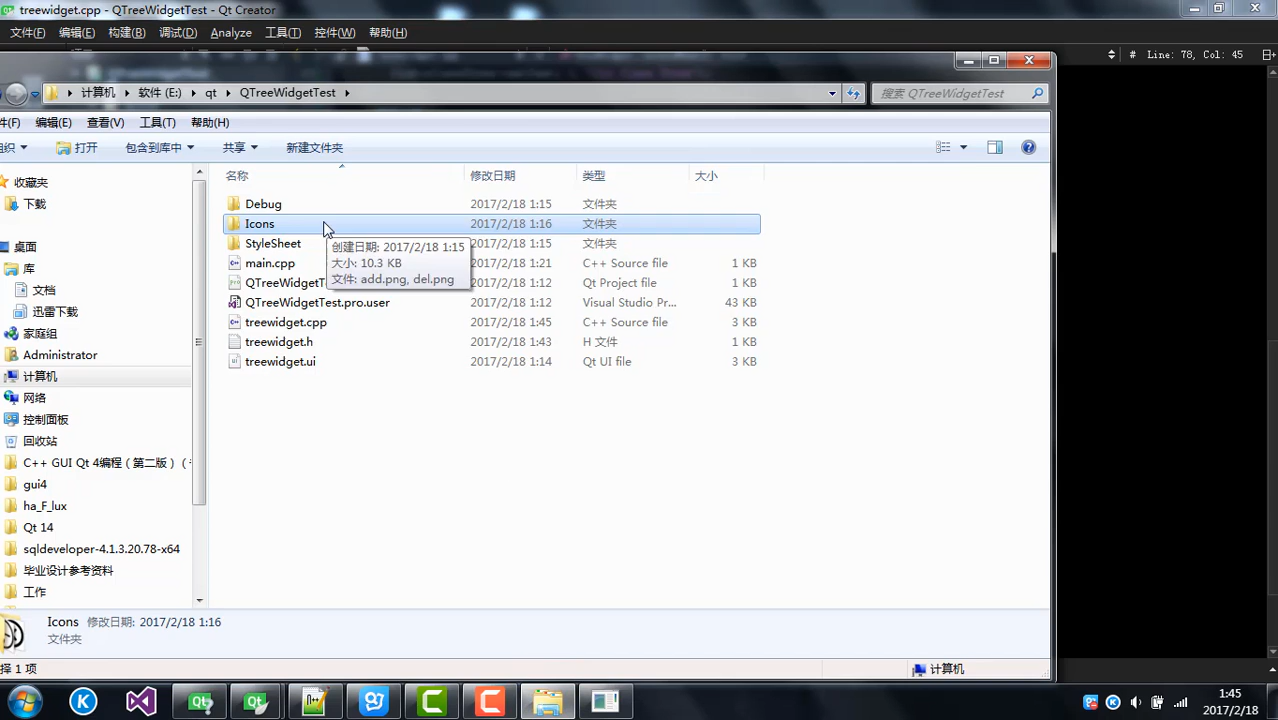 treewidget.cpp - QTreeWidgetTest - Qt Creator
文件(F) 编辑(E) 构建(B) 调试(D) Analyze 工具(T) 控件(W) 帮助(H)
# Line: 78, Col: 45
计算机 软件 (E:) qt QTreeWidgetTest
搜索 QTreeWidgetTest
件(F) 编辑(E) 查看(V) 工具(T) 帮助(H)
组织 打开 包含到库中 共享 新建文件夹
名称 修改日期 类型 大小
收藏夹
下载
桌面
库
文档
迅雷下载
家庭组
Administrator
计算机
网络
控制面板
回收站
C++ GUI Qt 4编程（第二版）（
gui4
ha_F_lux
Qt 14
sqldeveloper-4.1.3.20.78-x64
毕业设计参考资料
工作
Debug 2017/2/18 1:15 文件夹
Icons 2017/2/18 1:16 文件夹
StyleSheet 2017/2/18 1:15 文件夹
main.cpp 2017/2/18 1:21 C++ Source file 1 KB
QTreeWidgetT 2017/2/18 1:12 Qt Project file 1 KB
QTreeWidgetTest.pro.user 2017/2/18 1:12 Visual Studio Pr... 43 KB
treewidget.cpp 2017/2/18 1:45 C++ Source file 3 KB
treewidget.h 2017/2/18 1:43 H 文件 1 KB
treewidget.ui 2017/2/18 1:14 Qt UI file 3 KB
创建日期: 2017/2/18 1:15
大小: 10.3 KB
文件: add.png, del.png
Icons 修改日期: 2017/2/18 1:16
文件夹
择 1 项 计算机
1:45
2017/2/18